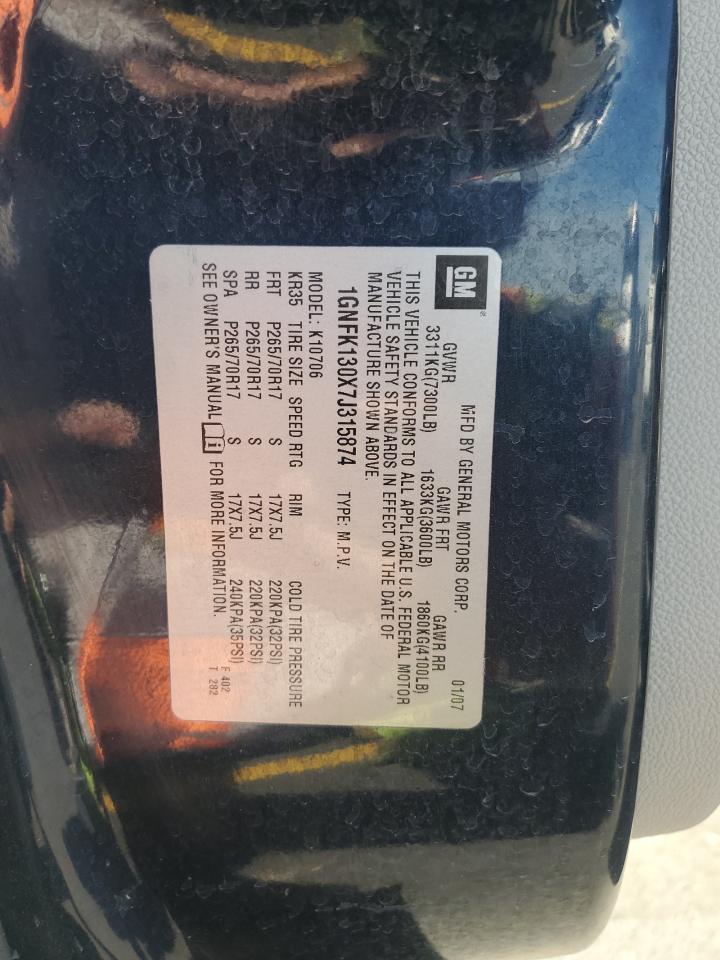 GM
MFD BY GENERAL MOTORS CORP. 01/07
GVWR GAWR FRT GAWR RR
3311KG(7300LB) 1633KG(3600LB) 1860KG(4100LB)
THIS VEHICLE CONFORMS TO ALL APPLICABLE U.S. FEDERAL MOTOR
VEHICLE SAFETY STANDARDS IN EFFECT ON THE DATE OF
MANUFACTURE SHOWN ABOVE.
1GNFK130X7J315874 TYPE: M.P.V.
MODEL: K10706
KR35 TIRE SIZE SPEED RTG RIM COLD TIRE PRESSURE
FRT P265/70R17 S 17X7.5J 220KPA(32PSI)
RR P265/70R17 S 17X7.5J 220KPA(32PSI)
SPA P265/70R17 S 17X7.5J 240KPA(35PSI)
SEE OWNER'S MANUAL i FOR MORE INFORMATION.
F 402
T 282